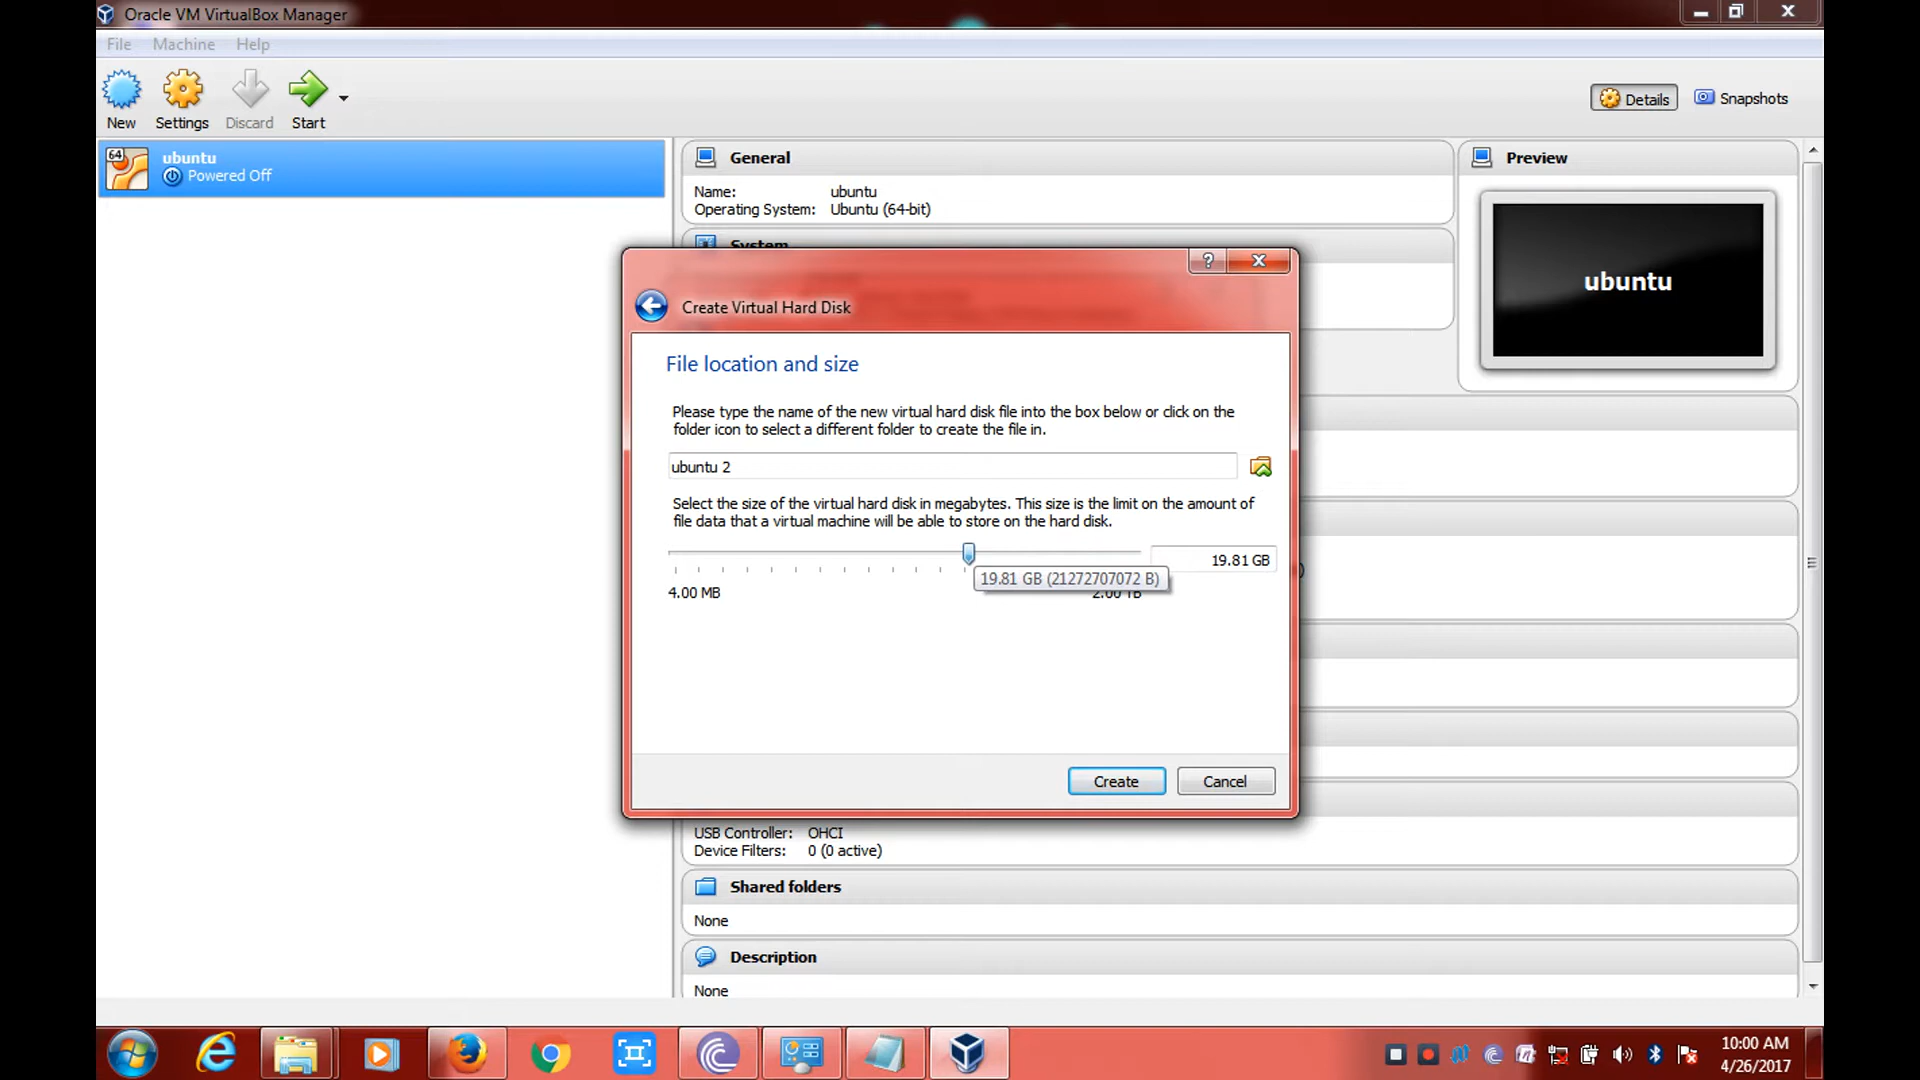 Oracle VM VirtualBox Manager
File Machine Help
New Settings Discard Start
Details Snapshots
64
ubuntu
Powered Off
General
Name: ubuntu
Operating System: Ubuntu (64-bit)
System
Preview
ubuntu
?
Create Virtual Hard Disk
File location and size
Please type the name of the new virtual hard disk file into the box below or click on the
folder icon to select a different folder to create the file in.
ubuntu 2
Select the size of the virtual hard disk in megabytes. This size is the limit on the amount of
file data that a virtual machine will be able to store on the hard disk.
19.81 GB
19.81 GB (21272707072 B)
4.00 MB 2.00 TB
Create Cancel
USB Controller: OHCI
Device Filters: 0 (0 active)
Shared folders
None
Description
None
10:00 AM
4/26/2017